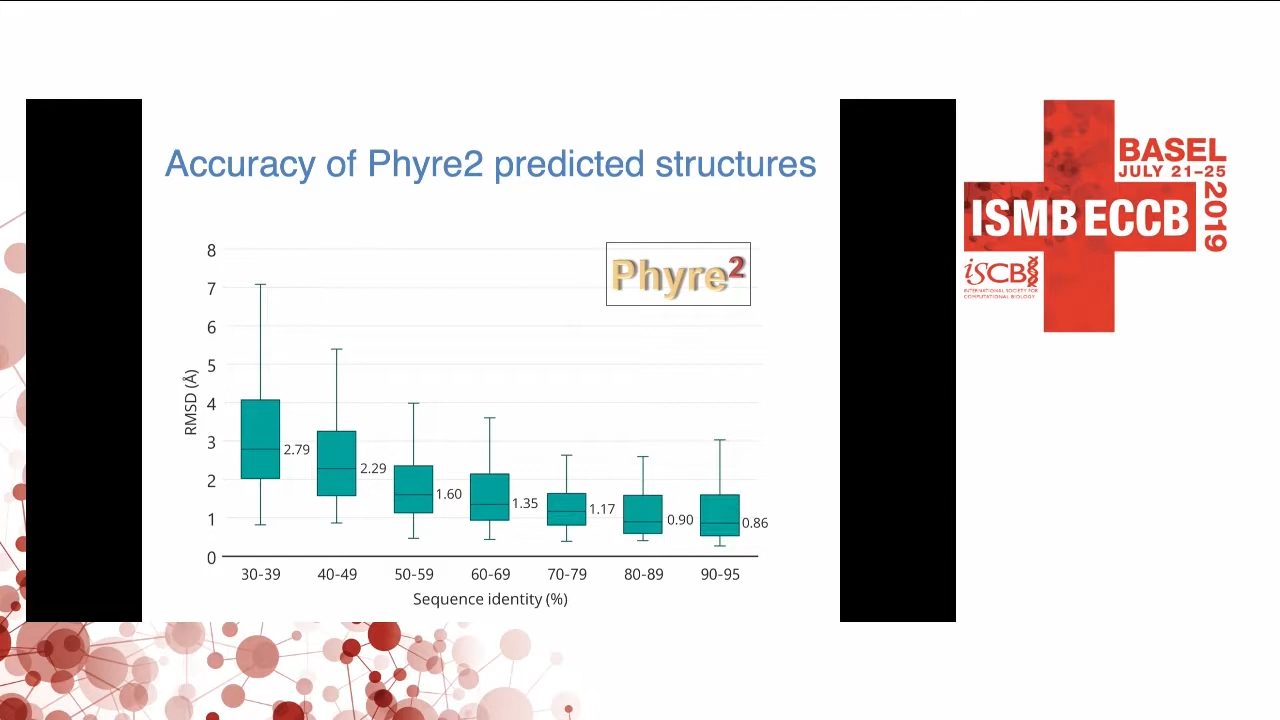 Accuracy of Phyre2 predicted structures
Phyre2
8
7
6
5
4
3
2
1
0
RMSD (Å)
2.79
2.29
1.60
1.35
1.17
0.90
0.86
30-39 40-49 50-59 60-69 70-79 80-89 90-95
Sequence identity (%)
BASEL
JULY 21-25
2019
ISMB ECCB
iSCB
INTERNATIONAL SOCIETY FOR
COMPUTATIONAL BIOLOGY